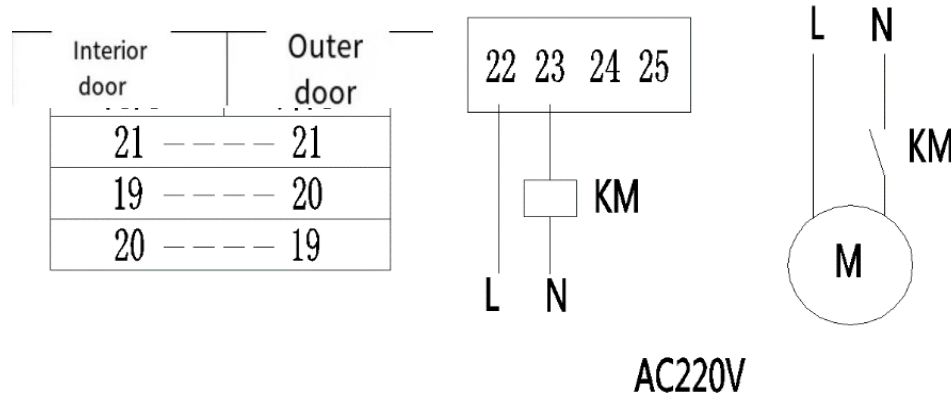 Interior door
Outer door
21 ---- 21
19 ---- 20
20 ---- 19
22 23 24 25
KM
L N
L N
KM
M
AC220V